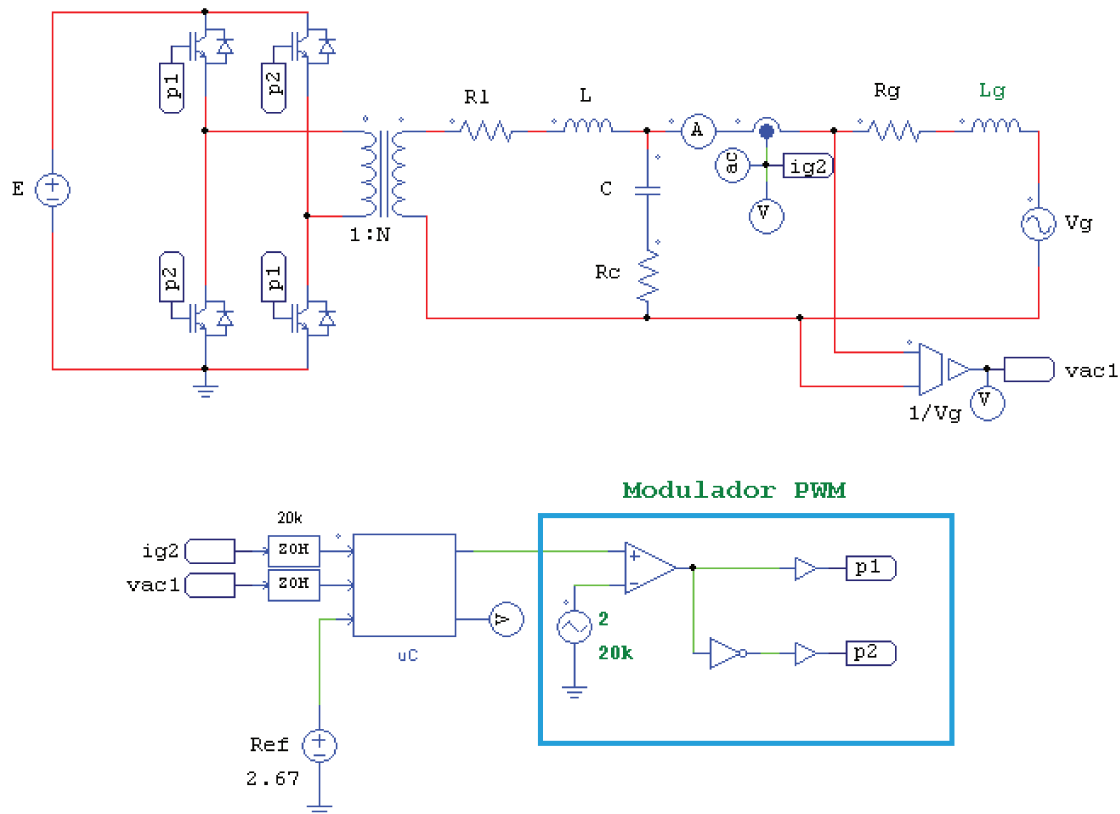 p1
p2
Rl
L
Rg
Lg
A
ac
ig2
V
E
C
Vg
1:N
p2
p1
Rc
vac1
V
1/Vg
Modulador PWM
20k
ig2
ZOH
p1
vac1
ZOH
V
2
uC
20k
p2
Ref
2.67